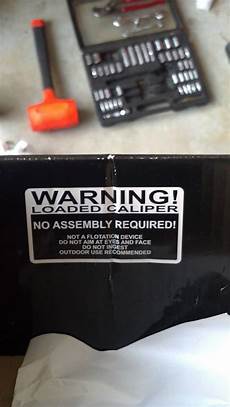 WARNING!
LOADED CALIPER
NO ASSEMBLY REQUIRED!
NOT A FLOTATION DEVICE
DO NOT AIM AT EYES AND FACE
DO NOT INGEST
OUTDOOR USE RECOMMENDED